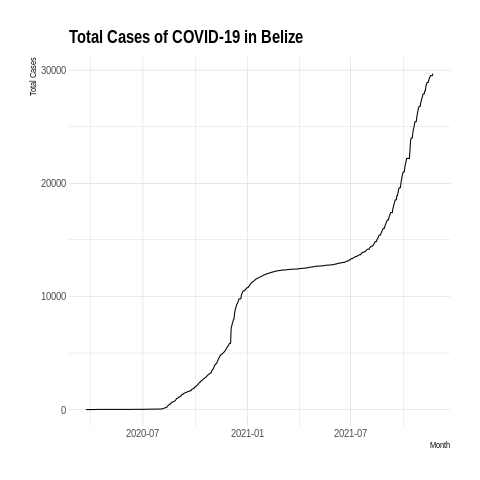 Total Cases of COVID-19 in Belize
Total Cases
30000
20000
10000
0
2020-07 2021-01 2021-07
Month